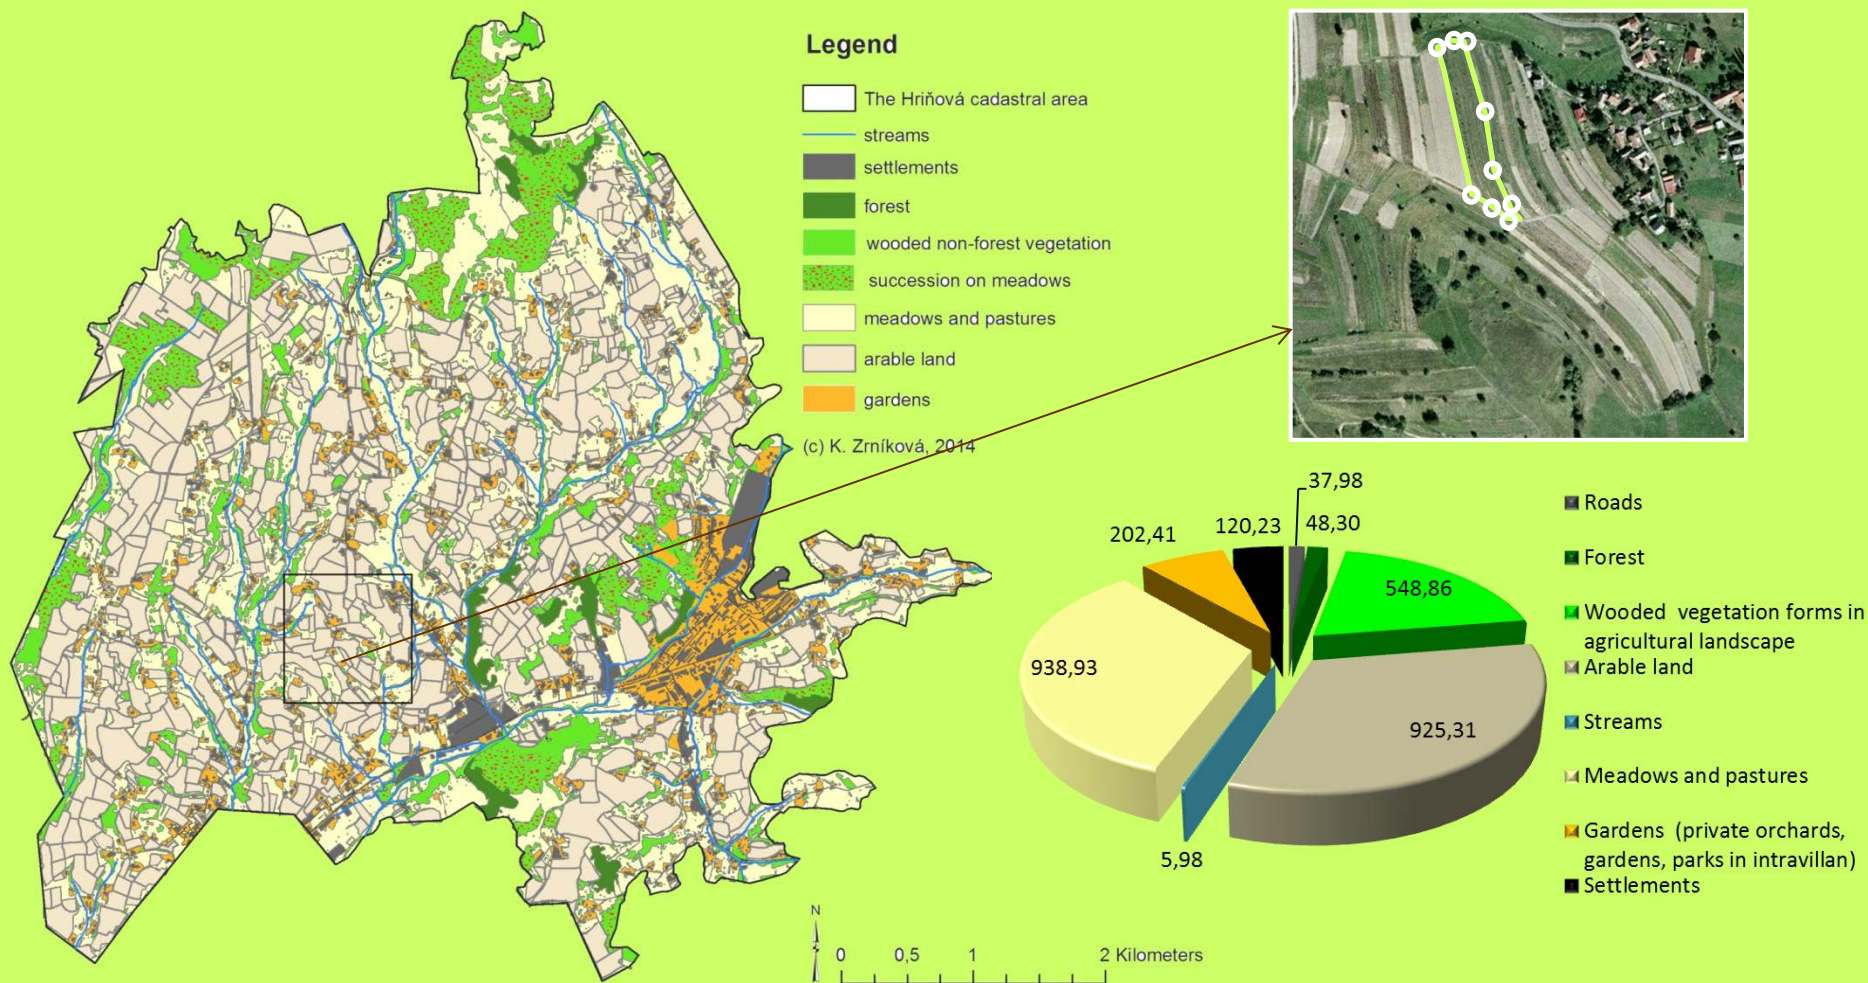 Legend
The Hriňová cadastral area
streams
settlements
forest
wooded non-forest vegetation
succession on meadows
meadows and pastures
arable land
gardens
(c) K. Zrníková, 2014
37,98
48,30
120,23
202,41
548,86
938,93
925,31
5,98
Roads
Forest
Wooded vegetation forms in
agricultural landscape
Arable land
Streams
Meadows and pastures
Gardens (private orchards,
gardens, parks in intravillan)
Settlements
N
0 0,5 1 2 Kilometers